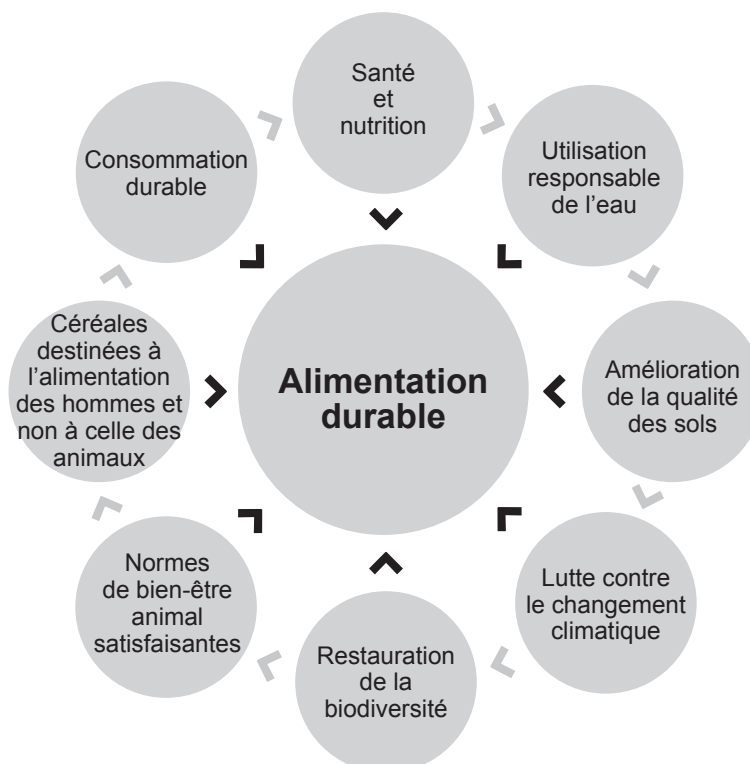 Santé
et
nutrition
Utilisation
responsable
de l’eau
Amélioration
de la qualité
des sols
Lutte contre
le changement
climatique
Restauration
de la
biodiversité
Normes
de bien-être
animal
satisfaisantes
Céréales
destinées à
l’alimentation
des hommes et
non à celle des
animaux
Consommation
durable
Alimentation
durable